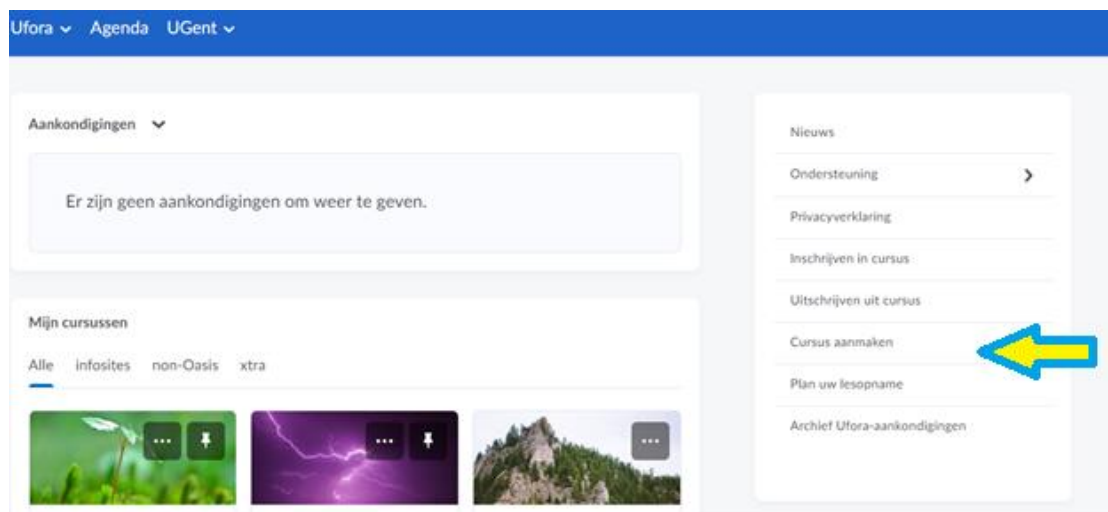 Ufora Agenda UGent
Aankondigingen
Er zijn geen aankondigingen om weer te geven.
Mijn cursussen
Alle infosites non-Oasis xtra
Nieuws
Ondersteuning
Privacyverklaring
Inschrijven in cursus
Uitschrijven uit cursus
Cursus aanmaken
Plan uw lesopname
Archief Ufora-aankondigingen